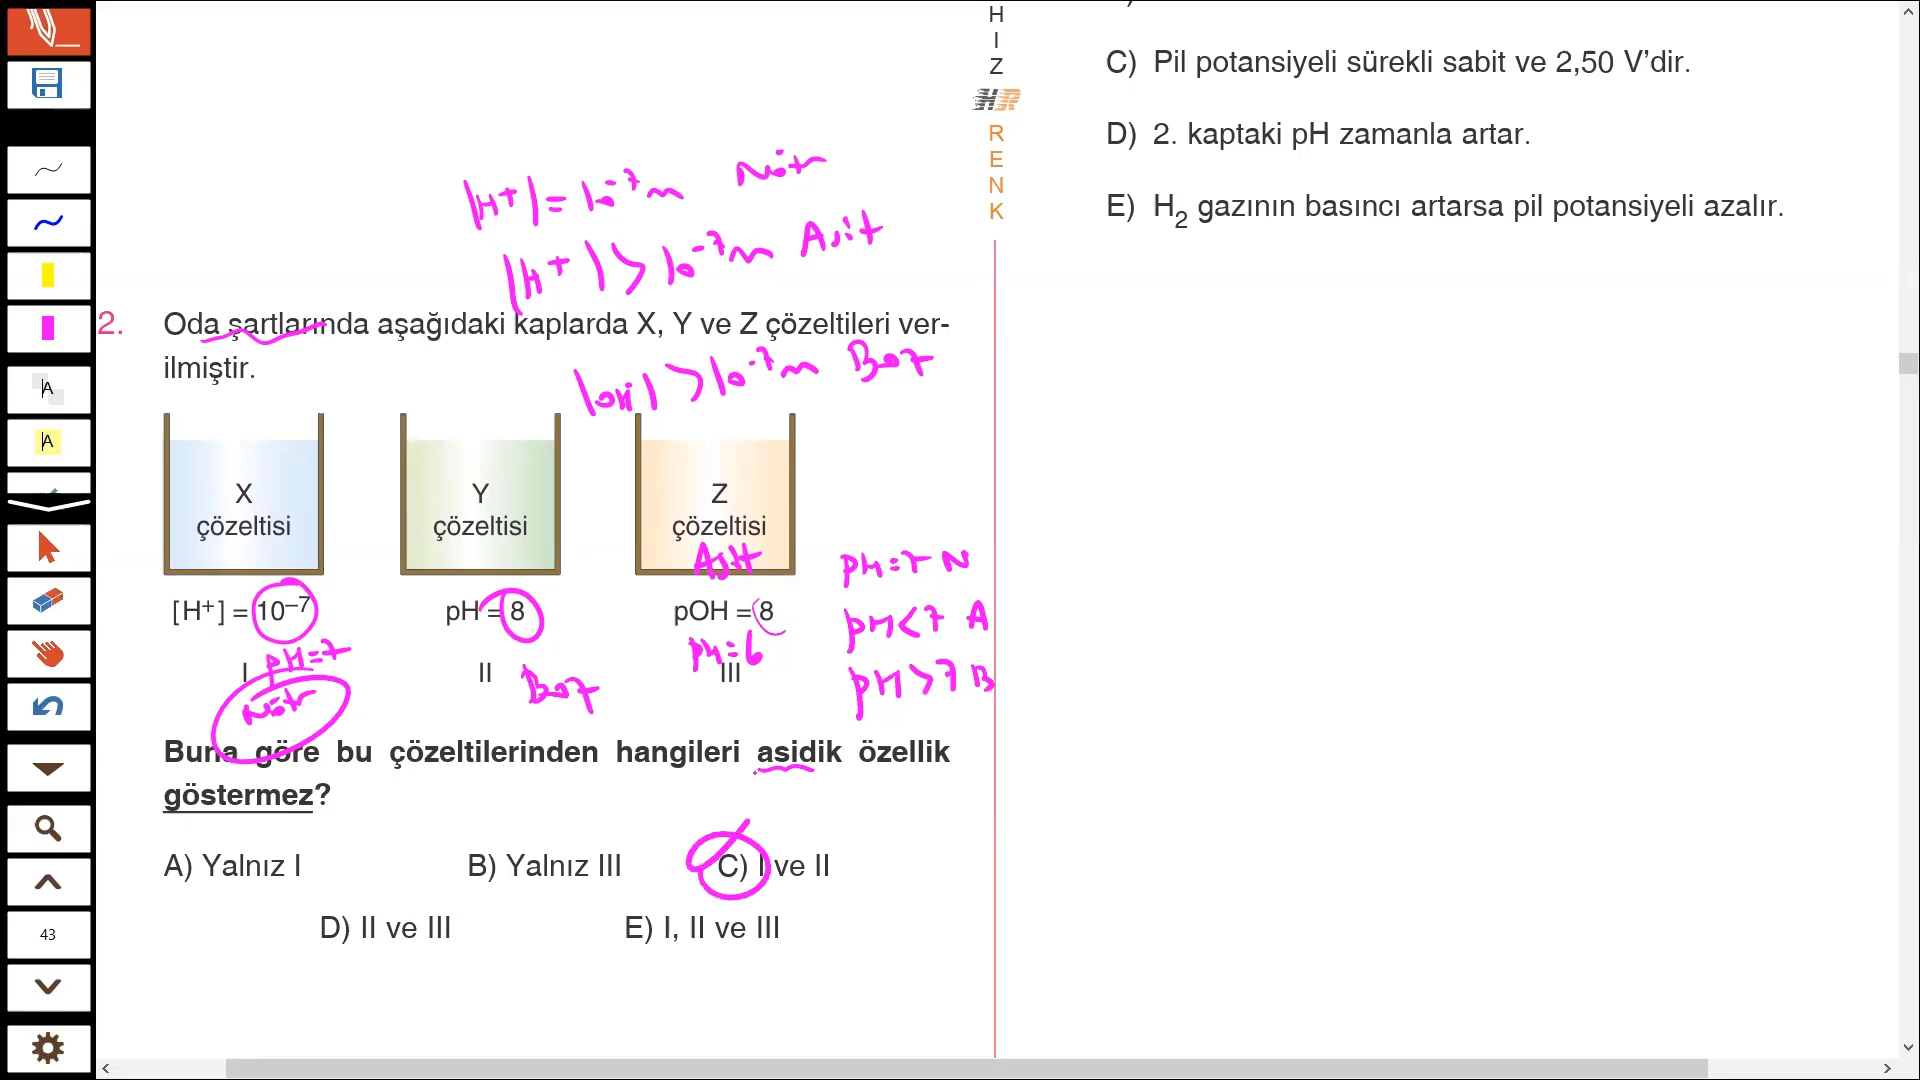 H
I
Z
HR
R
E
N
K
|H+| = 10-7 m Nötr
|H+| > 10-7 m Asit
2. Oda şartlarında aşağıdaki kaplarda X, Y ve Z çözeltileri ver-
ilmiştir.
|OH| > 10-7 m Baz
X
çözeltisi
Y
çözeltisi
Z
çözeltisi
Asit
[H+] = 10–7
pH = 8
pOH = 8
pH=7
pH=6
I
II
III
Nötr
Baz
pH=7 N
pH<7 A
pH>7 B
Buna göre bu çözeltilerinden hangileri asidik özellik
göstermez?
A) Yalnız I
B) Yalnız III
C) I ve II
D) II ve III
E) I, II ve III
C) Pil potansiyeli sürekli sabit ve 2,50 V’dir.
D) 2. kaptaki pH zamanla artar.
E) H2 gazının basıncı artarsa pil potansiyeli azalır.
A
A
43